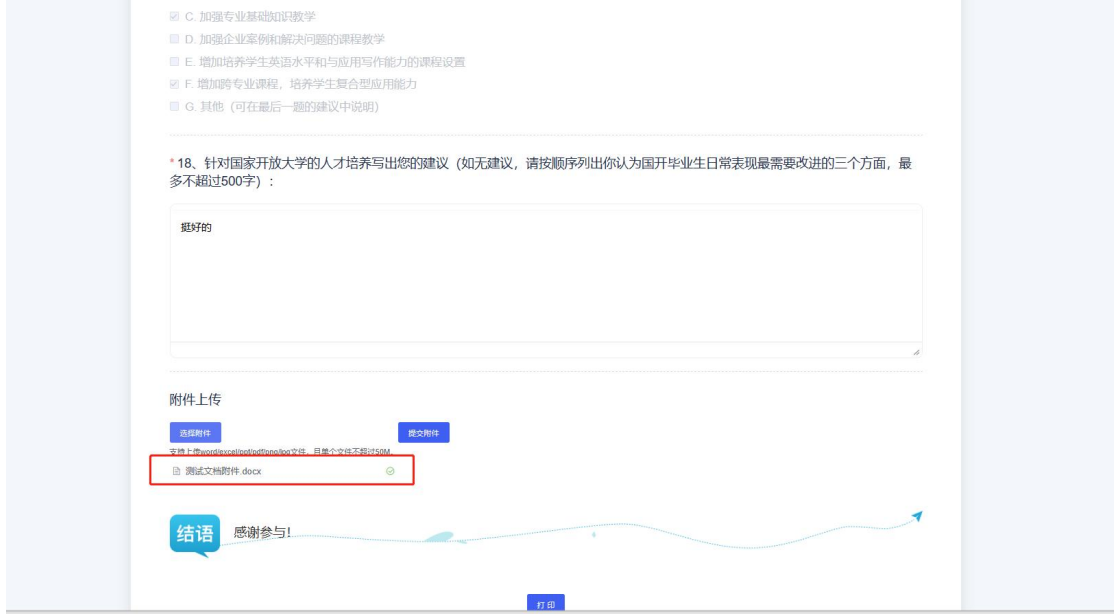 C. 加强专业基础知识教学
D. 加强企业案例和解决问题的课程教学
E. 增加培养学生英语水平和与应用写作能力的课程设置
F. 增加跨专业课程，培养学生复合型应用能力
G. 其他（可在最后一题的建议中说明）
*18、针对国家开放大学的人才培养写出您的建议（如无建议，请按顺序列出你认为国开毕业生日常表现最需要改进的三个方面，最
多不超过500字）：
挺好的
附件上传
选择附件
提交附件
支持上传word/excel/ppt/pdf/png/jpg文件，且单个文件不超过50M。
测试文档附件.docx
结语
感谢参与!
打印